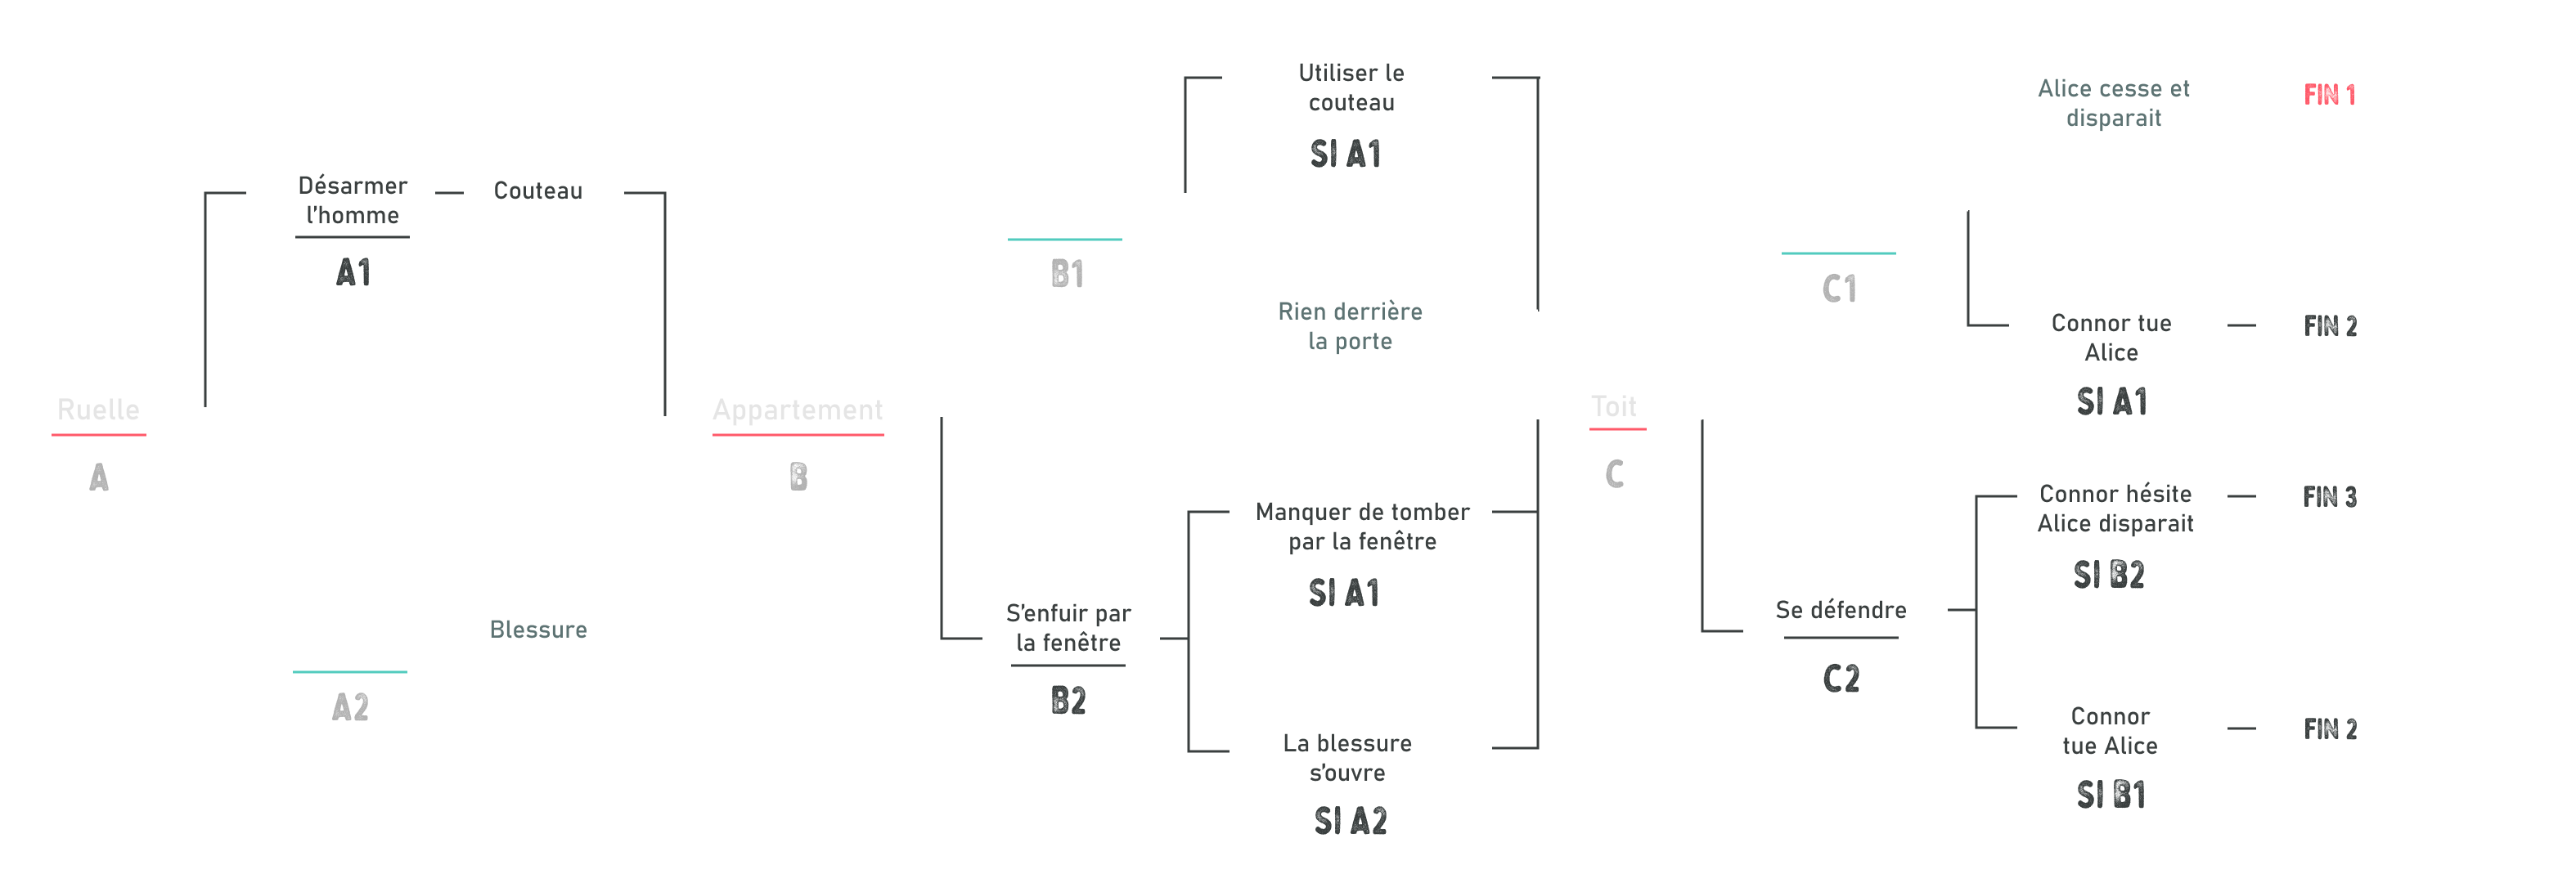 Ruelle
A
Désarmer
l'homme
A1
Couteau
A2
Blessure
Appartement
B
B1
Utiliser le
couteau
SI A1
Rien derrière
la porte
S'enfuir par
la fenêtre
B2
Manquer de tomber
par la fenêtre
SI A1
La blessure
s'ouvre
SI A2
Toit
C
C1
Alice cesse et
disparait
FIN 1
Connor tue
Alice
SI A1
FIN 2
Se défendre
C2
Connor hésite
Alice disparait
SI B2
FIN 3
Connor
tue Alice
SI B1
FIN 2